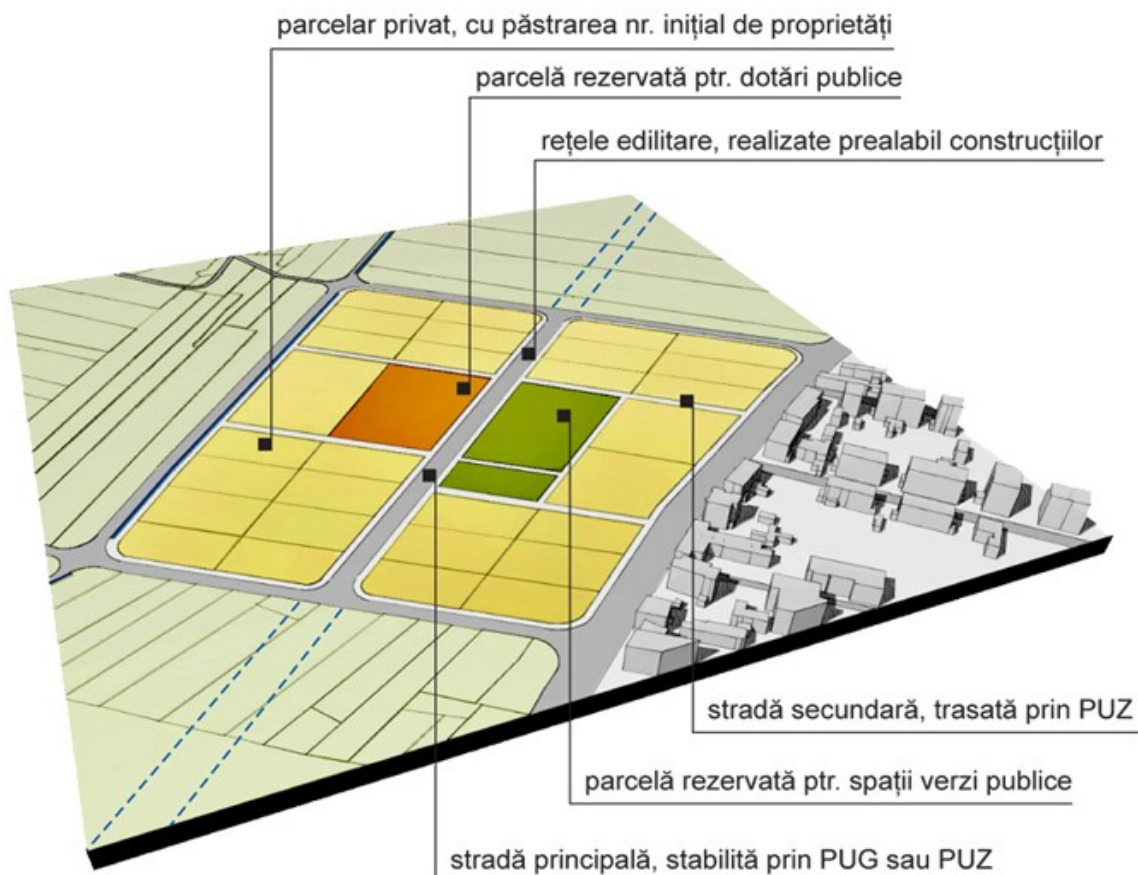 parcelar privat, cu păstrarea nr. inițial de proprietăți
parcelă rezervată ptr. dotări publice
rețele edilitare, realizate prealabil construcțiilor
stradă secundară, trasată prin PUZ
parcelă rezervată ptr. spații verzi publice
stradă principală, stabilită prin PUG sau PUZ